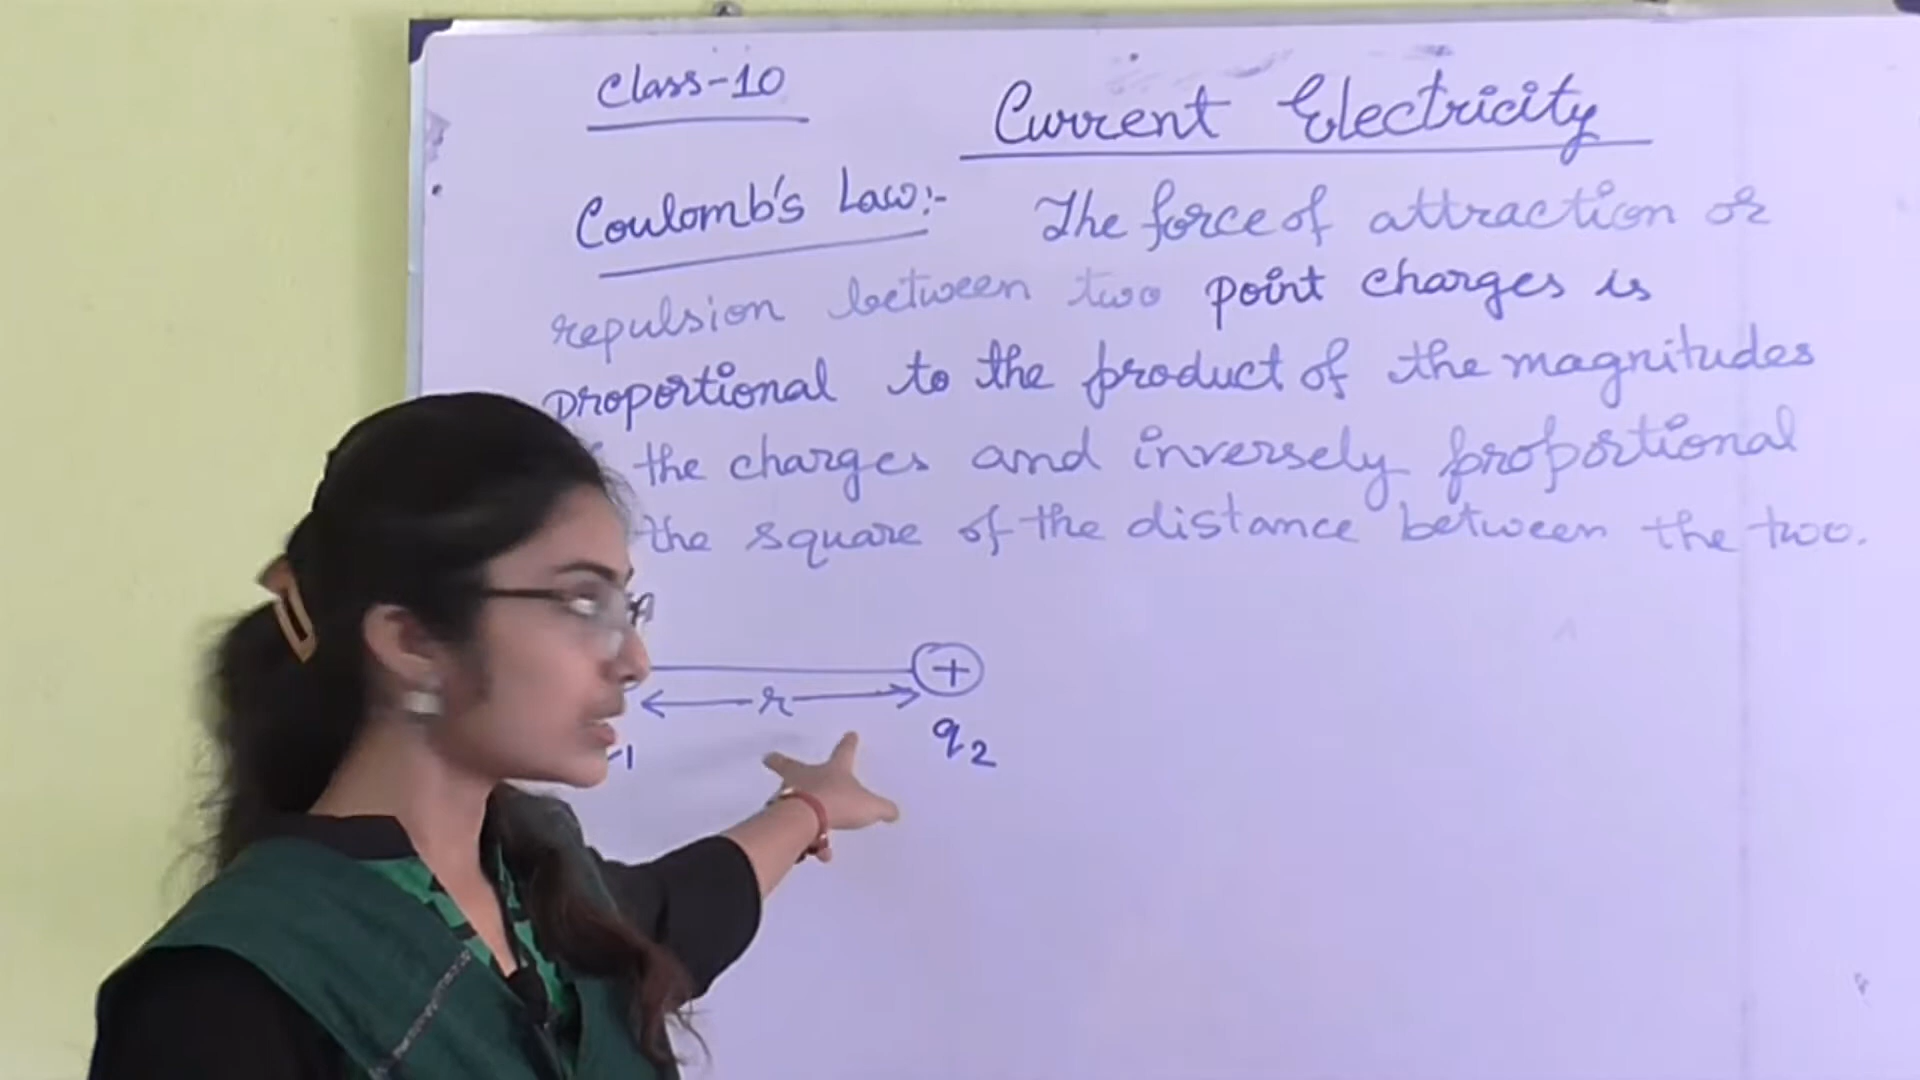 Class-10
Current Electricity
Coulomb's Law:- The force of attraction or
repulsion between two point charges is
proportional to the product of the magnitudes
the charges and inversely proportional
the square of the distance between the two.
+
r
q2